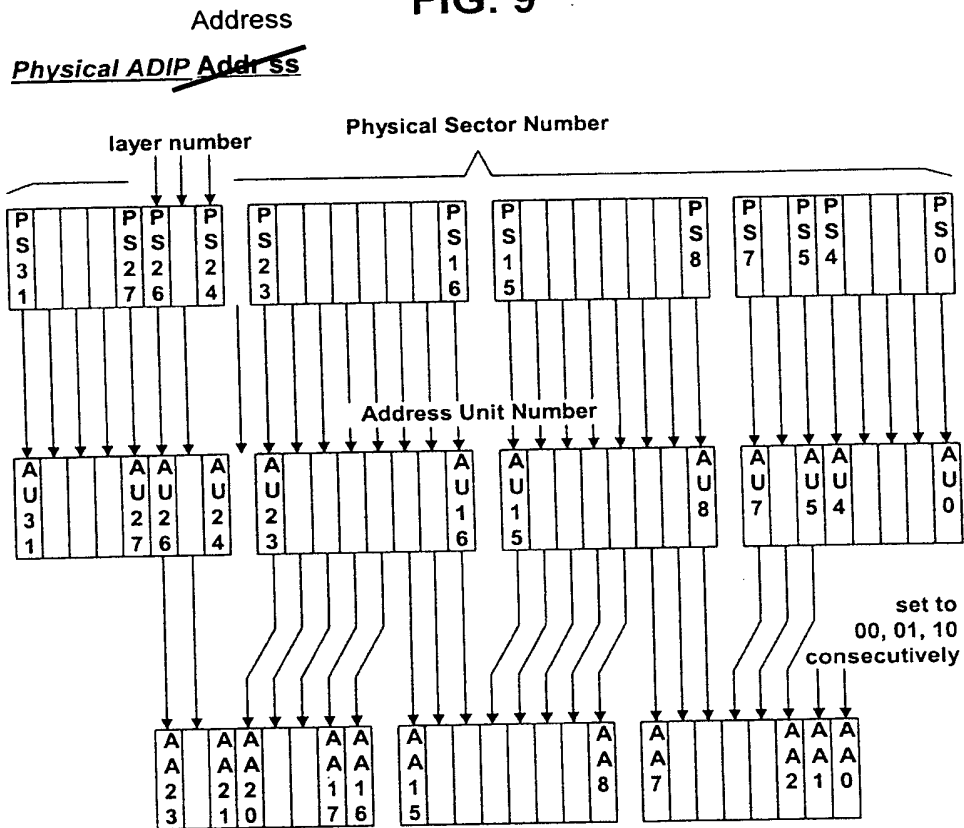 FIG. 9
Address
Physical ADIP Addr ss
Physical Sector Number
layer number
PS31 PS27 PS26 PS24 PS23 PS16 PS15 PS8 PS7 PS5 PS4 PS0
Address Unit Number
AU31 AU27 AU26 AU24 AU23 AU16 AU15 AU8 AU7 AU5 AU4 AU0
set to
00, 01, 10
consecutively
AA23 AA21 AA20 AA17 AA16 AA15 AA8 AA7 AA2 AA1 AA0